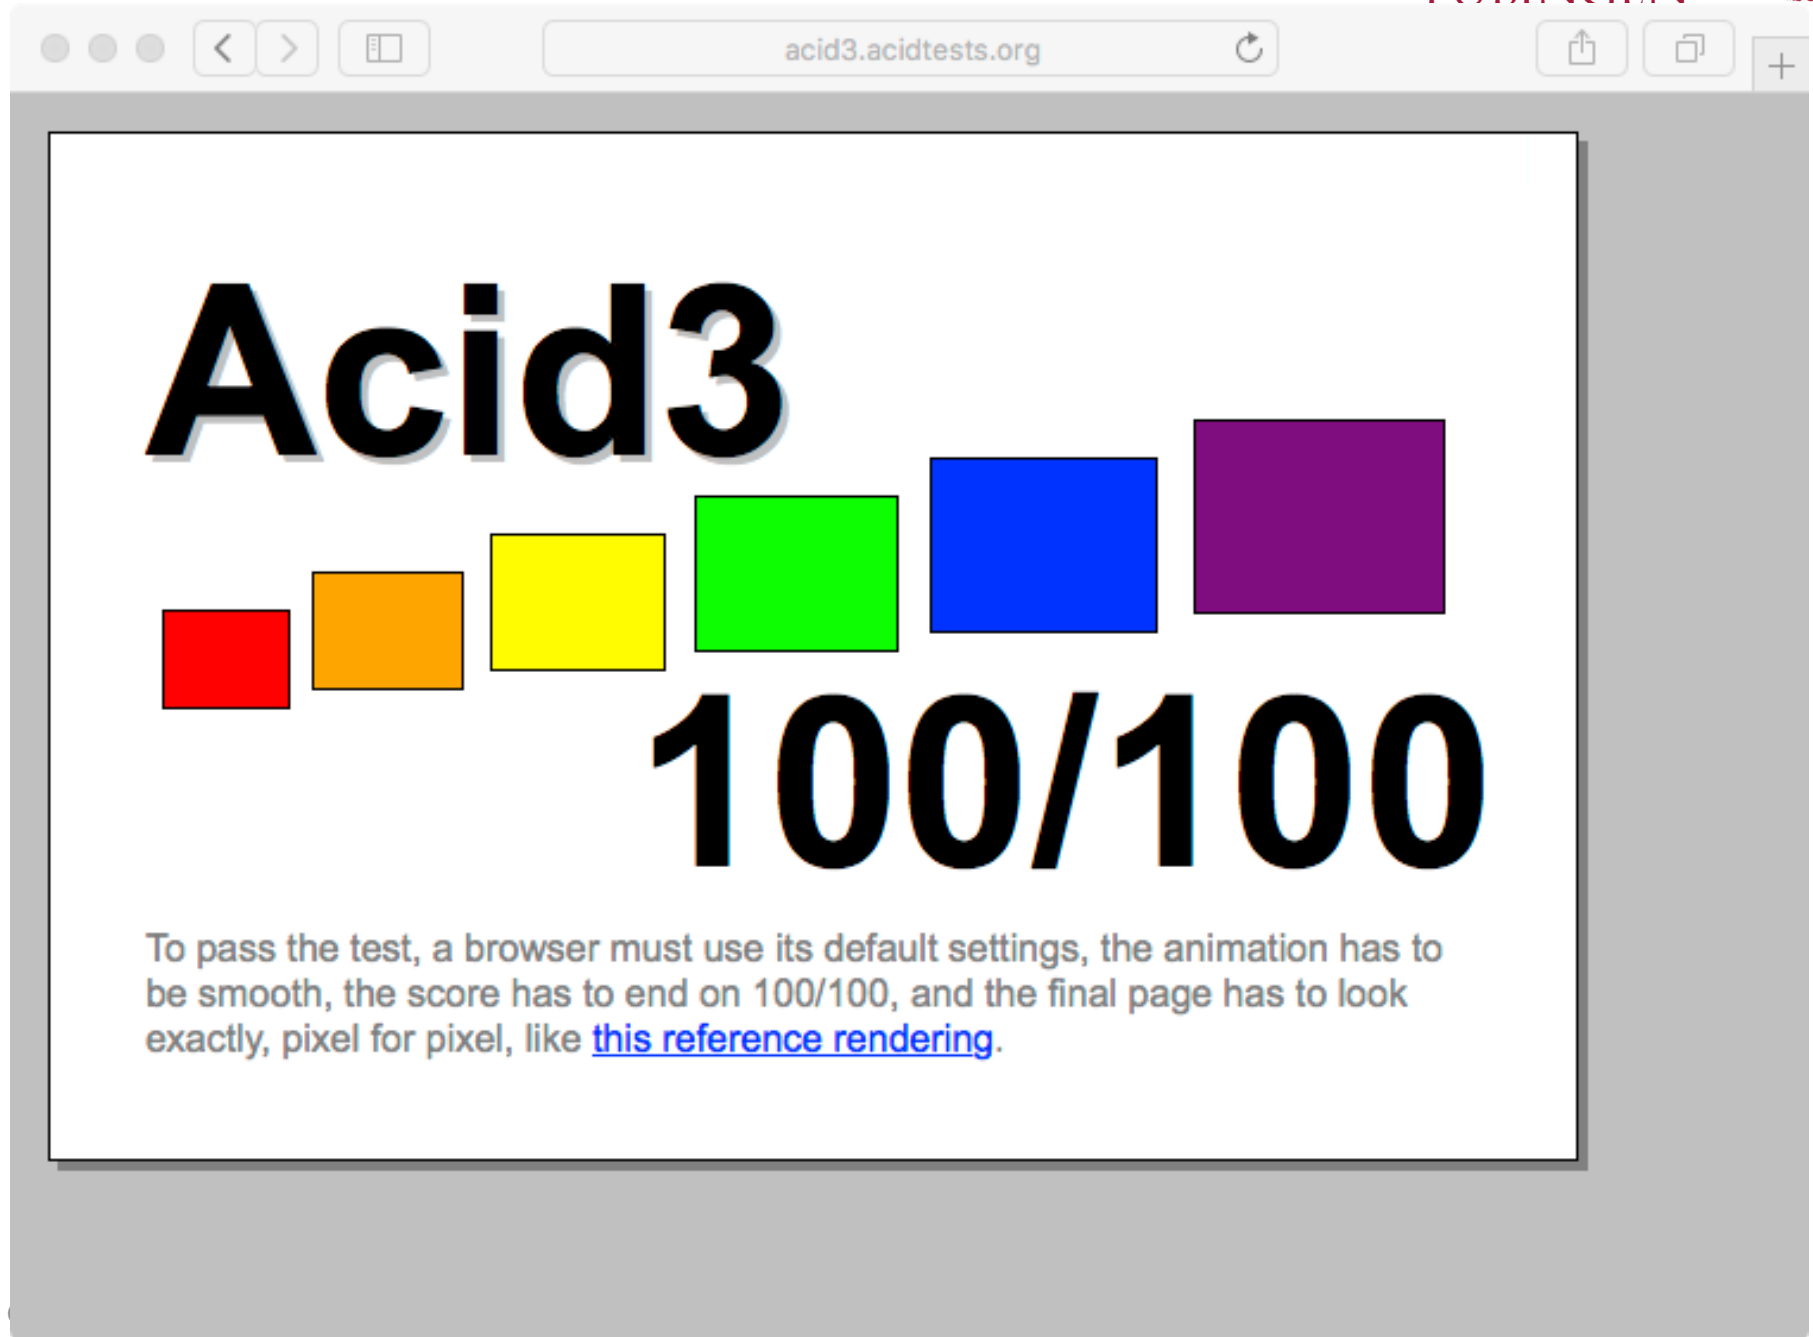 acid3.acidtests.org
Acid3
100/100
To pass the test, a browser must use its default settings, the animation has to
be smooth, the score has to end on 100/100, and the final page has to look
exactly, pixel for pixel, like this reference rendering.